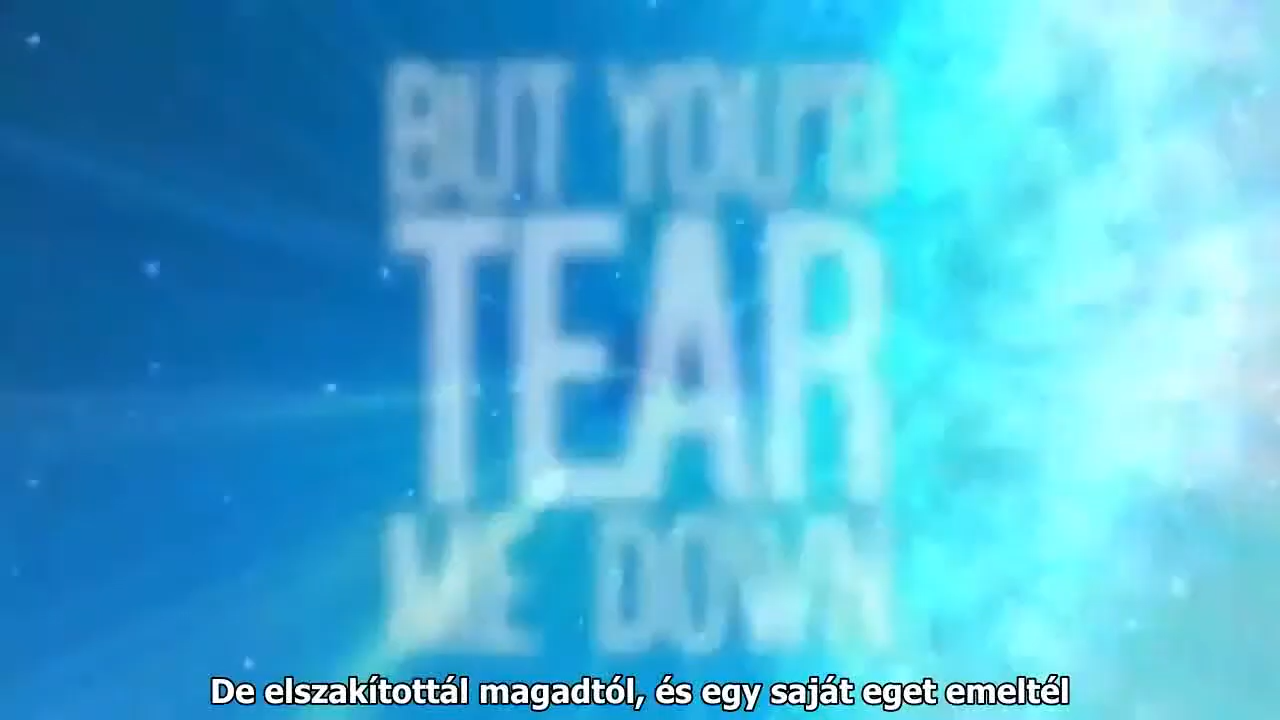 BUT YOU'D
TEAR
ME DOWN
De elszakítottál magadtól, és egy saját eget emeltél